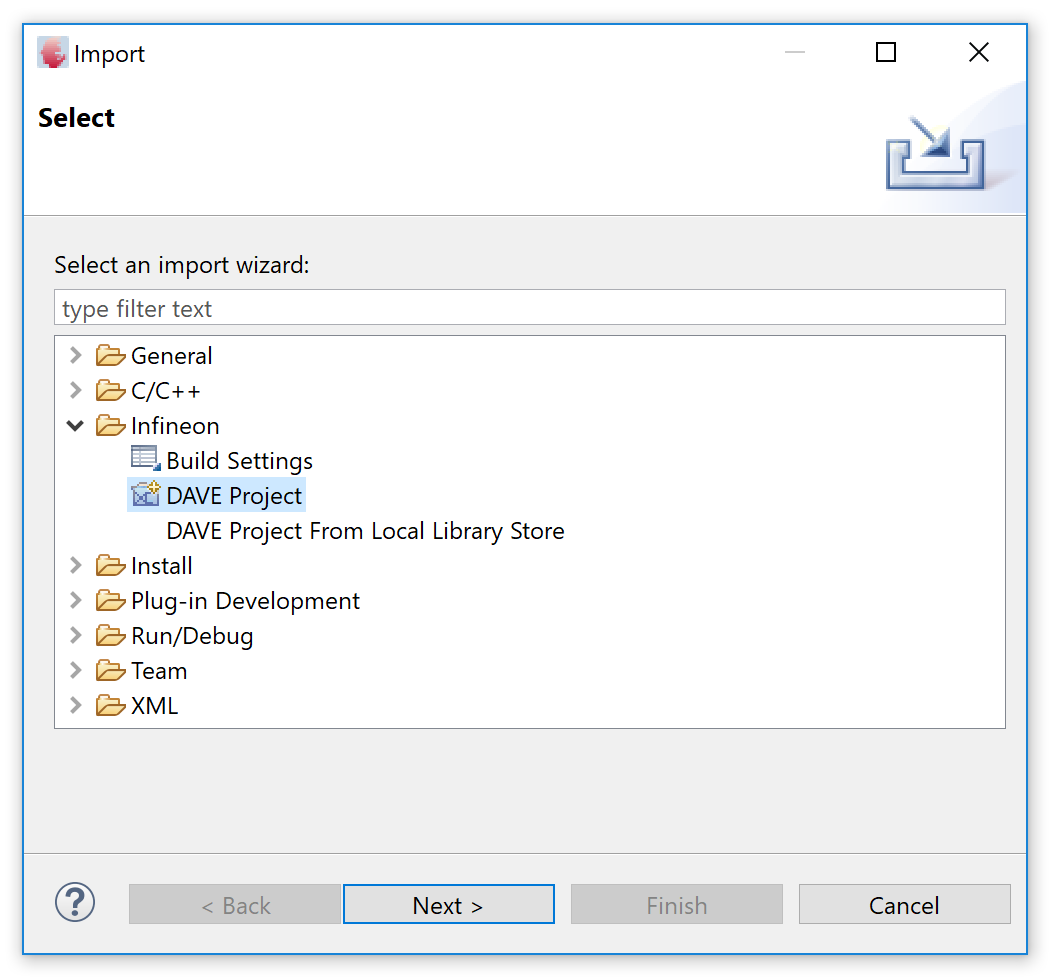 Import
Select
Select an import wizard:
type filter text
General
C/C++
Infineon
Build Settings
DAVE Project
DAVE Project From Local Library Store
Install
Plug-in Development
Run/Debug
Team
XML
? < Back Next > Finish Cancel